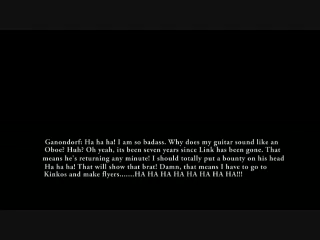 Ganondorf: Ha ha ha! I am so badass. Why does my guitar sound like an
Oboe? Huh? Oh yeah, its been seven years since Link has been gone. That
means he's returning any minute! I should totally put a bounty on his head
Ha ha ha! That will show that brat! Damn, that means I have to go to
Kinkos and make flyers.......HA HA HA HA HA HA HA HA!!!